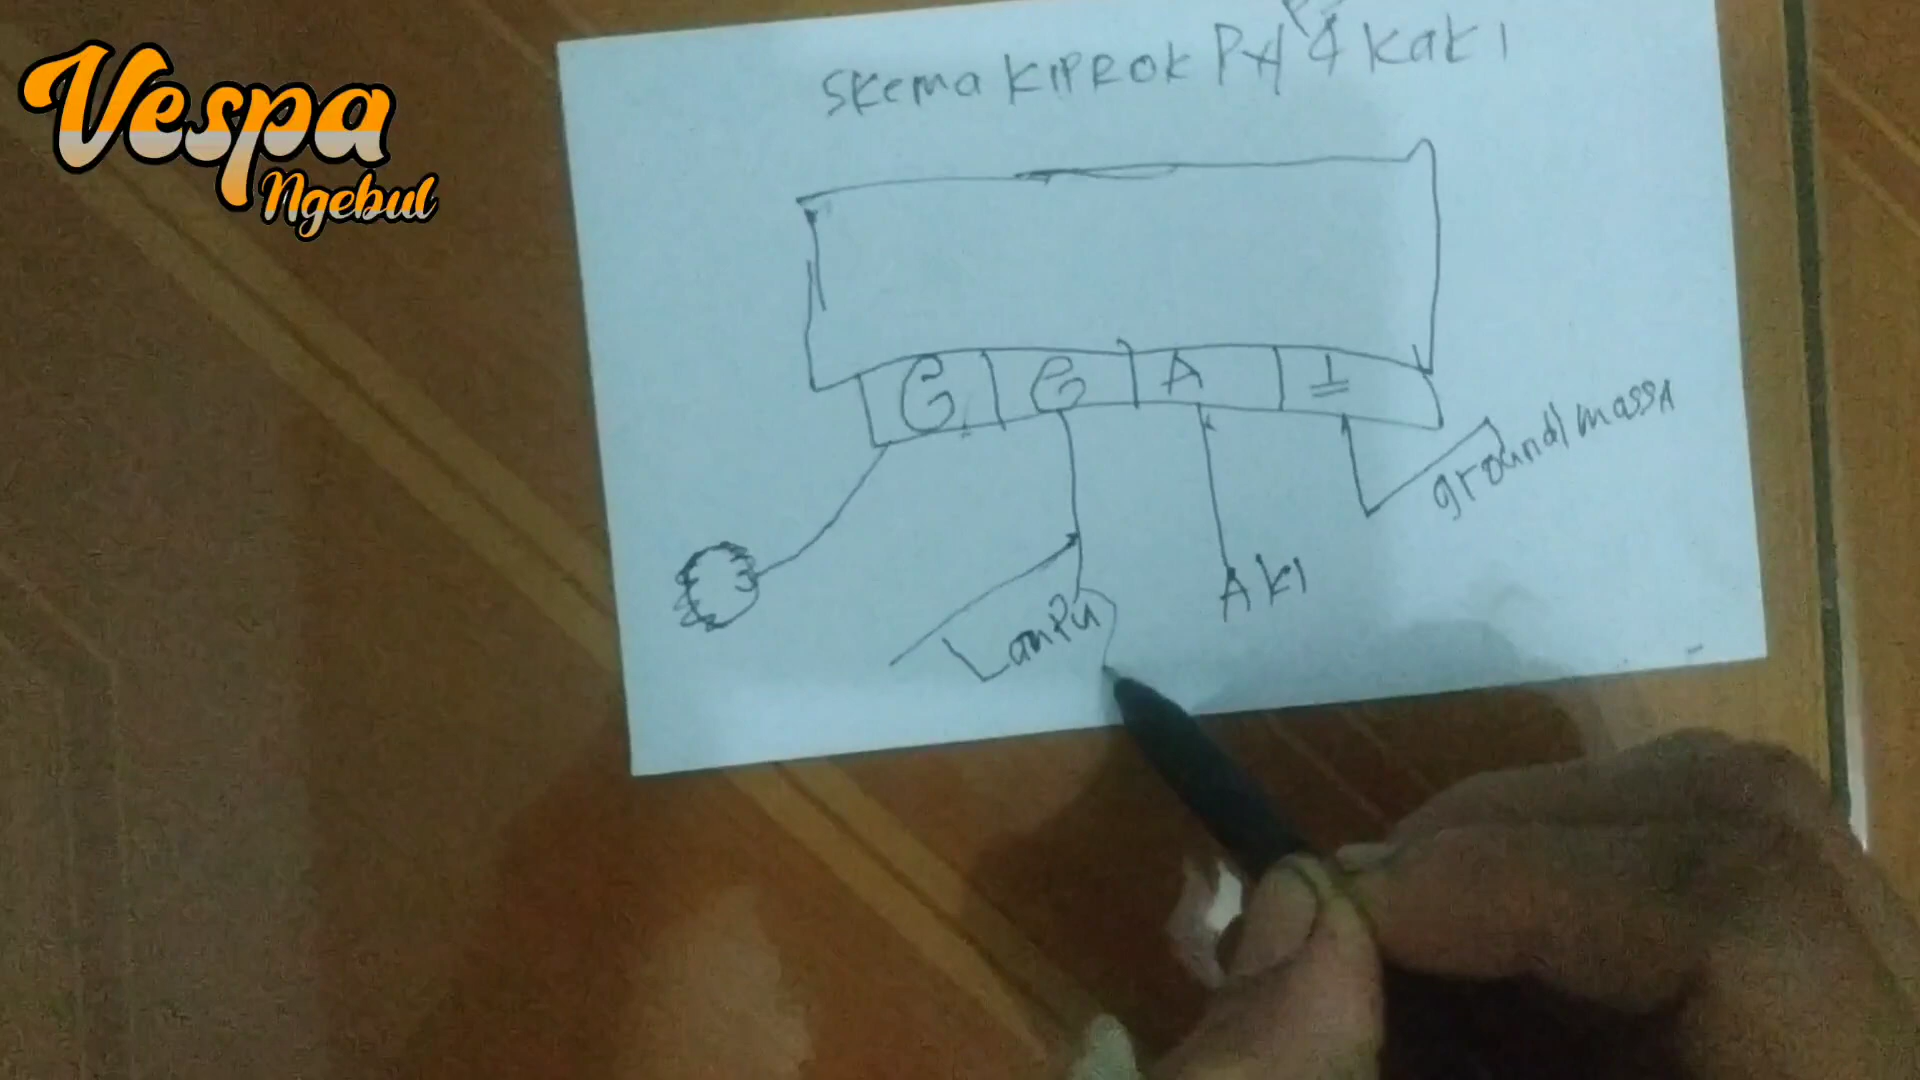 Vespa
Ngebul
SKema KIPROK PX 4 KaKI
G G A
LamPu
AKI
ground/massA